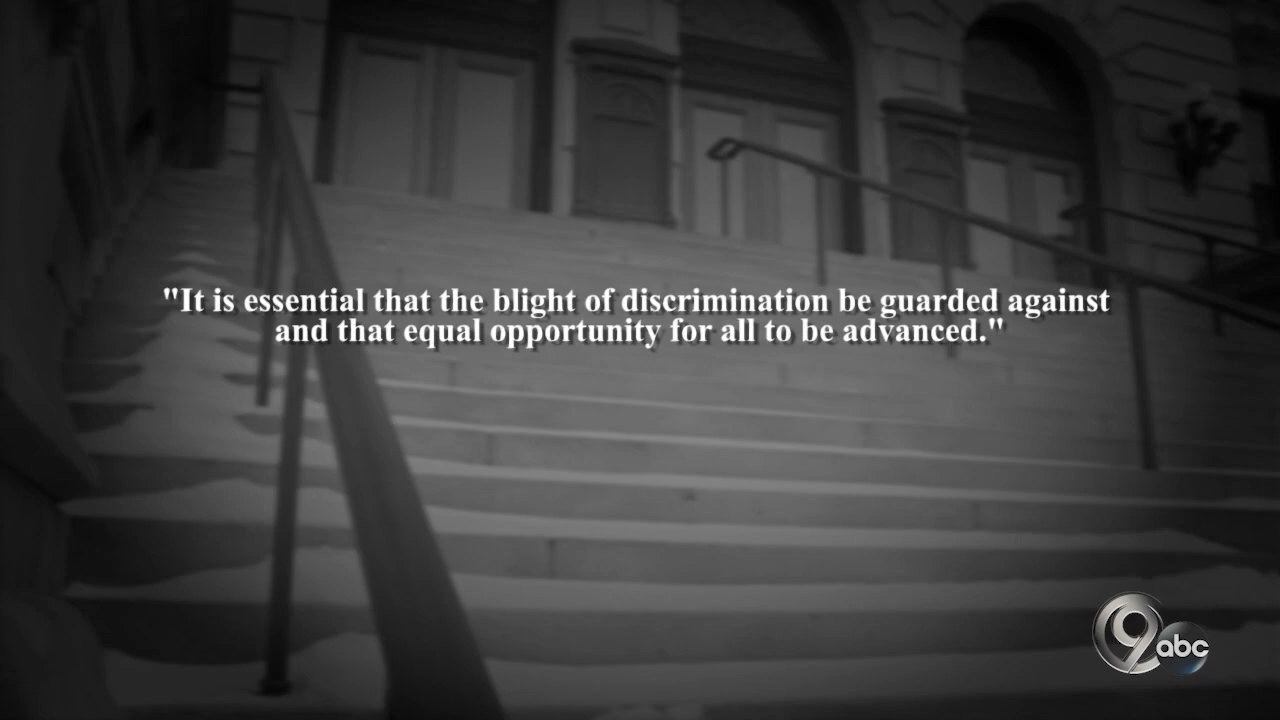 "It is essential that the blight of discrimination be guarded against
and that equal opportunity for all to be advanced."
9 abc